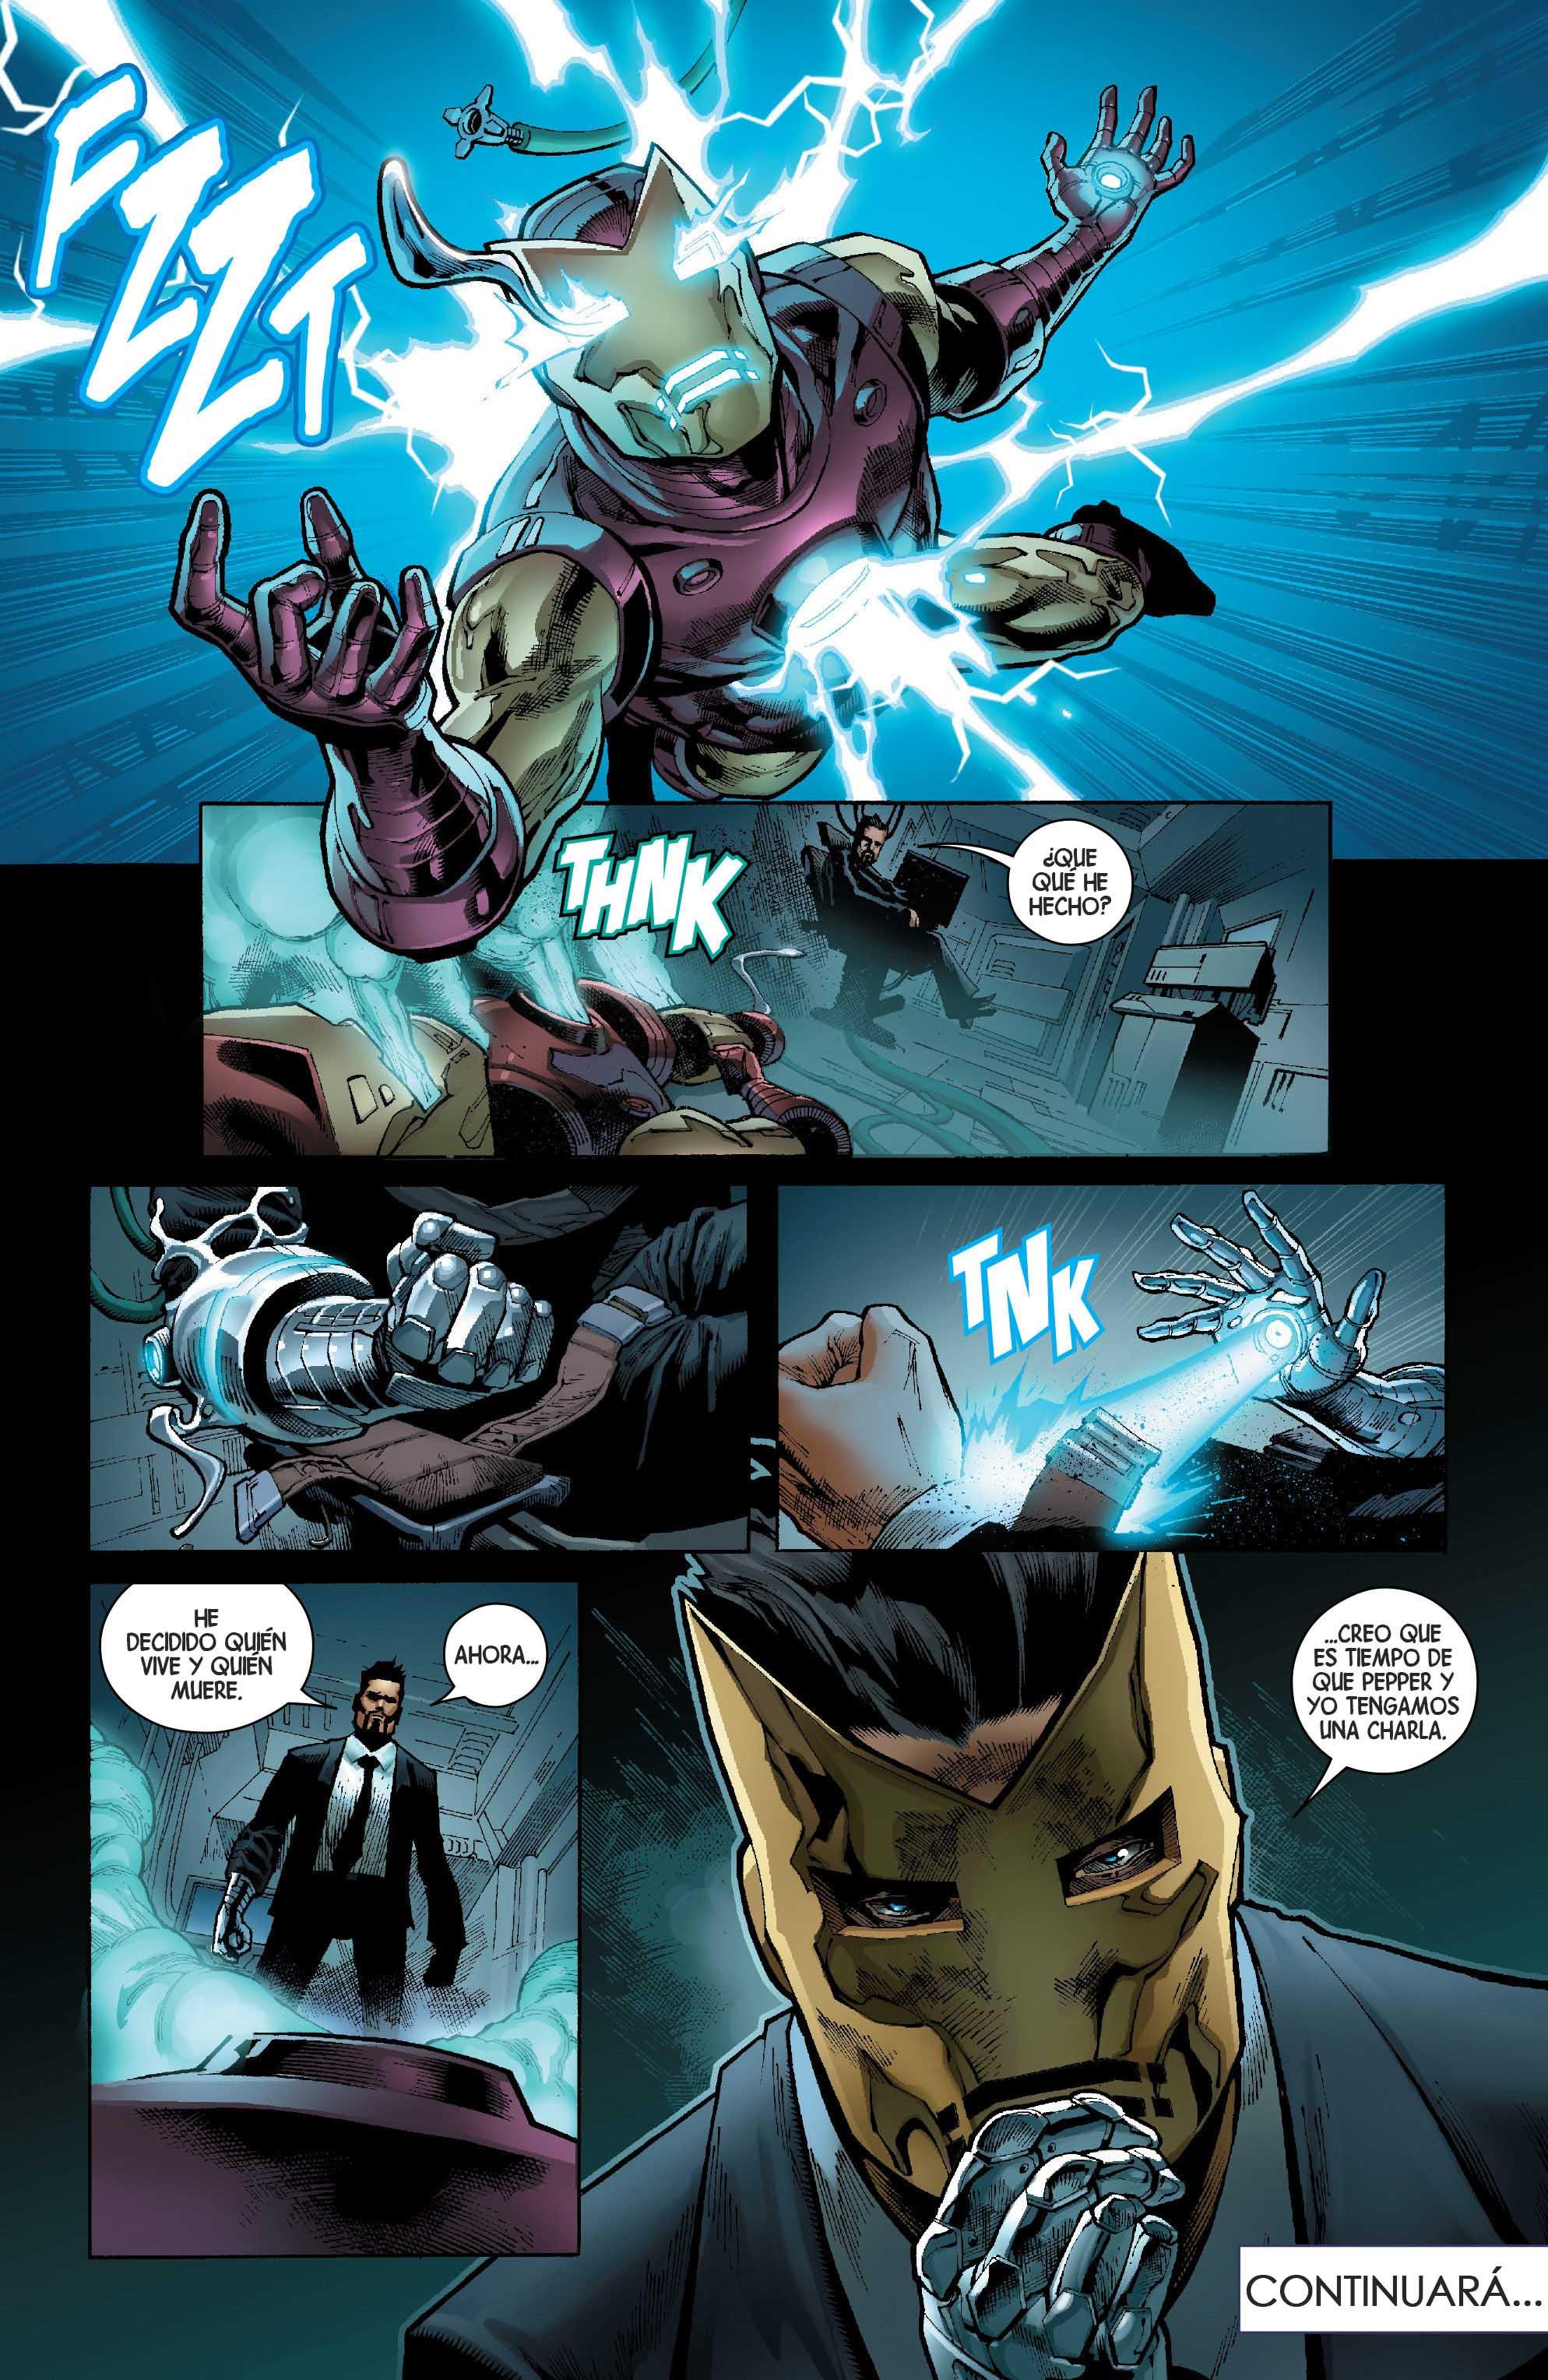 FZZT
THNK
¿QUE
QUÉ HE
HECHO?
TNK
HE
DECIDIDO QUIÉN
VIVE Y QUIÉN
MUERE.
AHORA...
...CREO QUE
ES TIEMPO DE
QUE PEPPER Y
YO TENGAMOS
UNA CHARLA.
CONTINUARÁ...